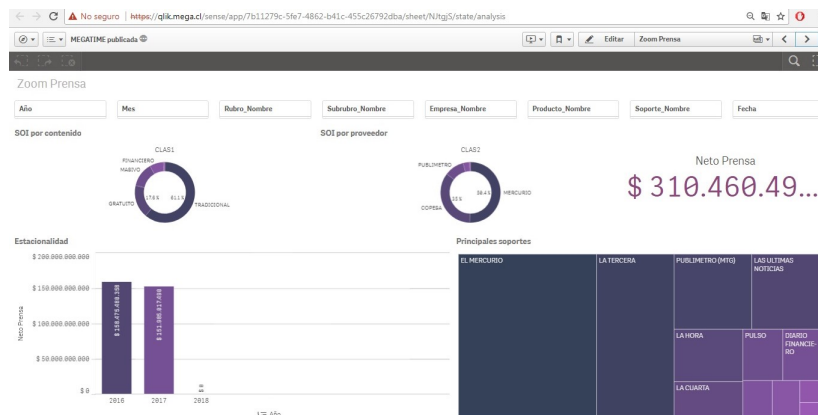 No seguro
https://qlik.mega.cl/sense/app/7b11279c-5fe7-4862-b41c-455c26792dba/sheet/NJtgjS/state/analysis
MEGATIME publicada
Editar
Zoom Prensa
Zoom Prensa
Año
Mes
Rubro_Nombre
Subrubro_Nombre
Empresa_Nombre
Producto_Nombre
Soporte_Nombre
Fecha
SOI por contenido
CLAS1
FINANCIERO
MASIVO
GRATUITO
TRADICIONAL
17.6%
61.1%
SOI por proveedor
CLAS2
PUBLIMETRO
COPESA
MERCURIO
33%
Neto Prensa
$ 310.460.49...
Estacionalidad
$ 200.000.000.000
$ 150.000.000.000
$ 100.000.000.000
$ 50.000.000.000
$ 0
Neto Prensa
2016
2017
2018
Año
Principales soportes
EL MERCURIO
LA TERCERA
PUBLIMETRO (MTG)
LAS ULTIMAS
NOTICIAS
LA HORA
PULSO
DIARIO
FINANCIE-
RO
LA CUARTA